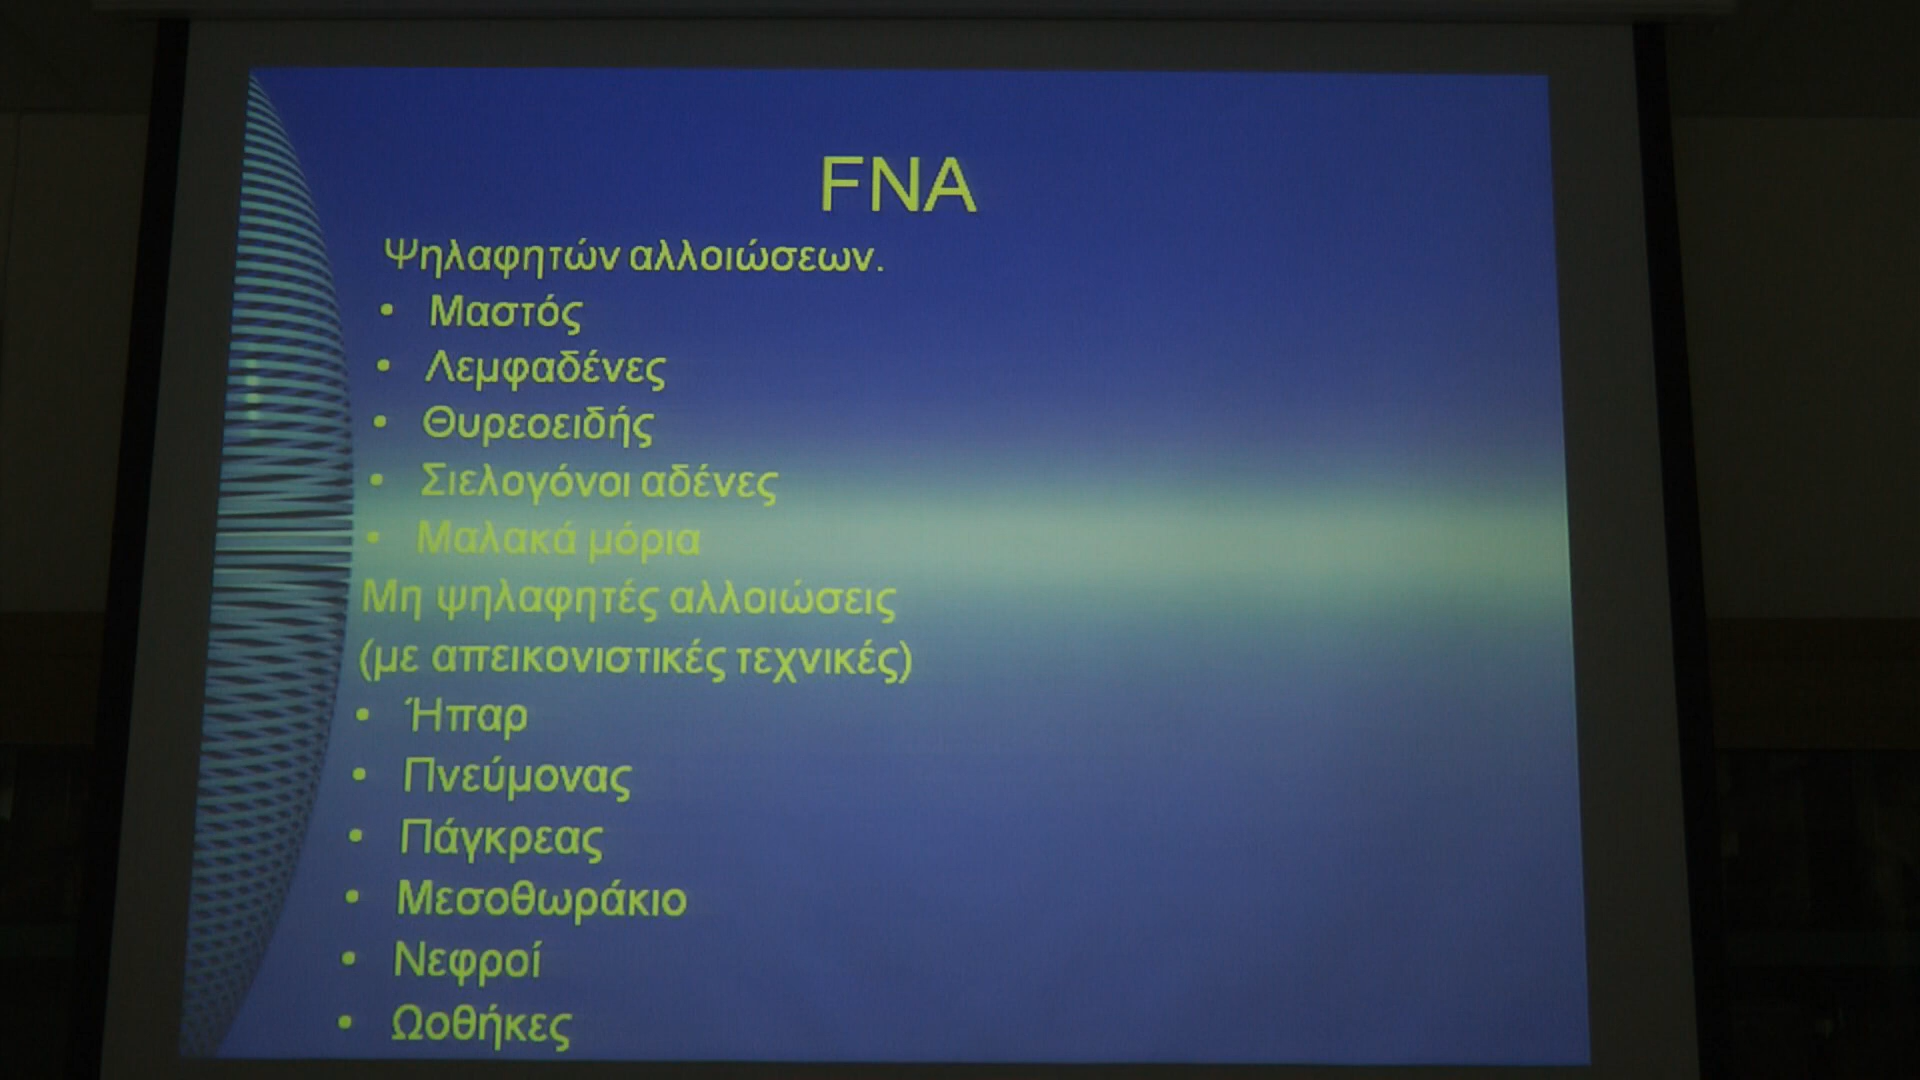 FNA
Ψηλαφητών αλλοιώσεων.
• Μαστός
• Λεμφαδένες
• Θυρεοειδής
• Σιελογόνοι αδένες
• Μαλακά μόρια
Μη ψηλαφητές αλλοιώσεις
(με απεικονιστικές τεχνικές)
• Ήπαρ
• Πνεύμονας
• Πάγκρεας
• Μεσοθωράκιο
• Νεφροί
• Ωοθήκες